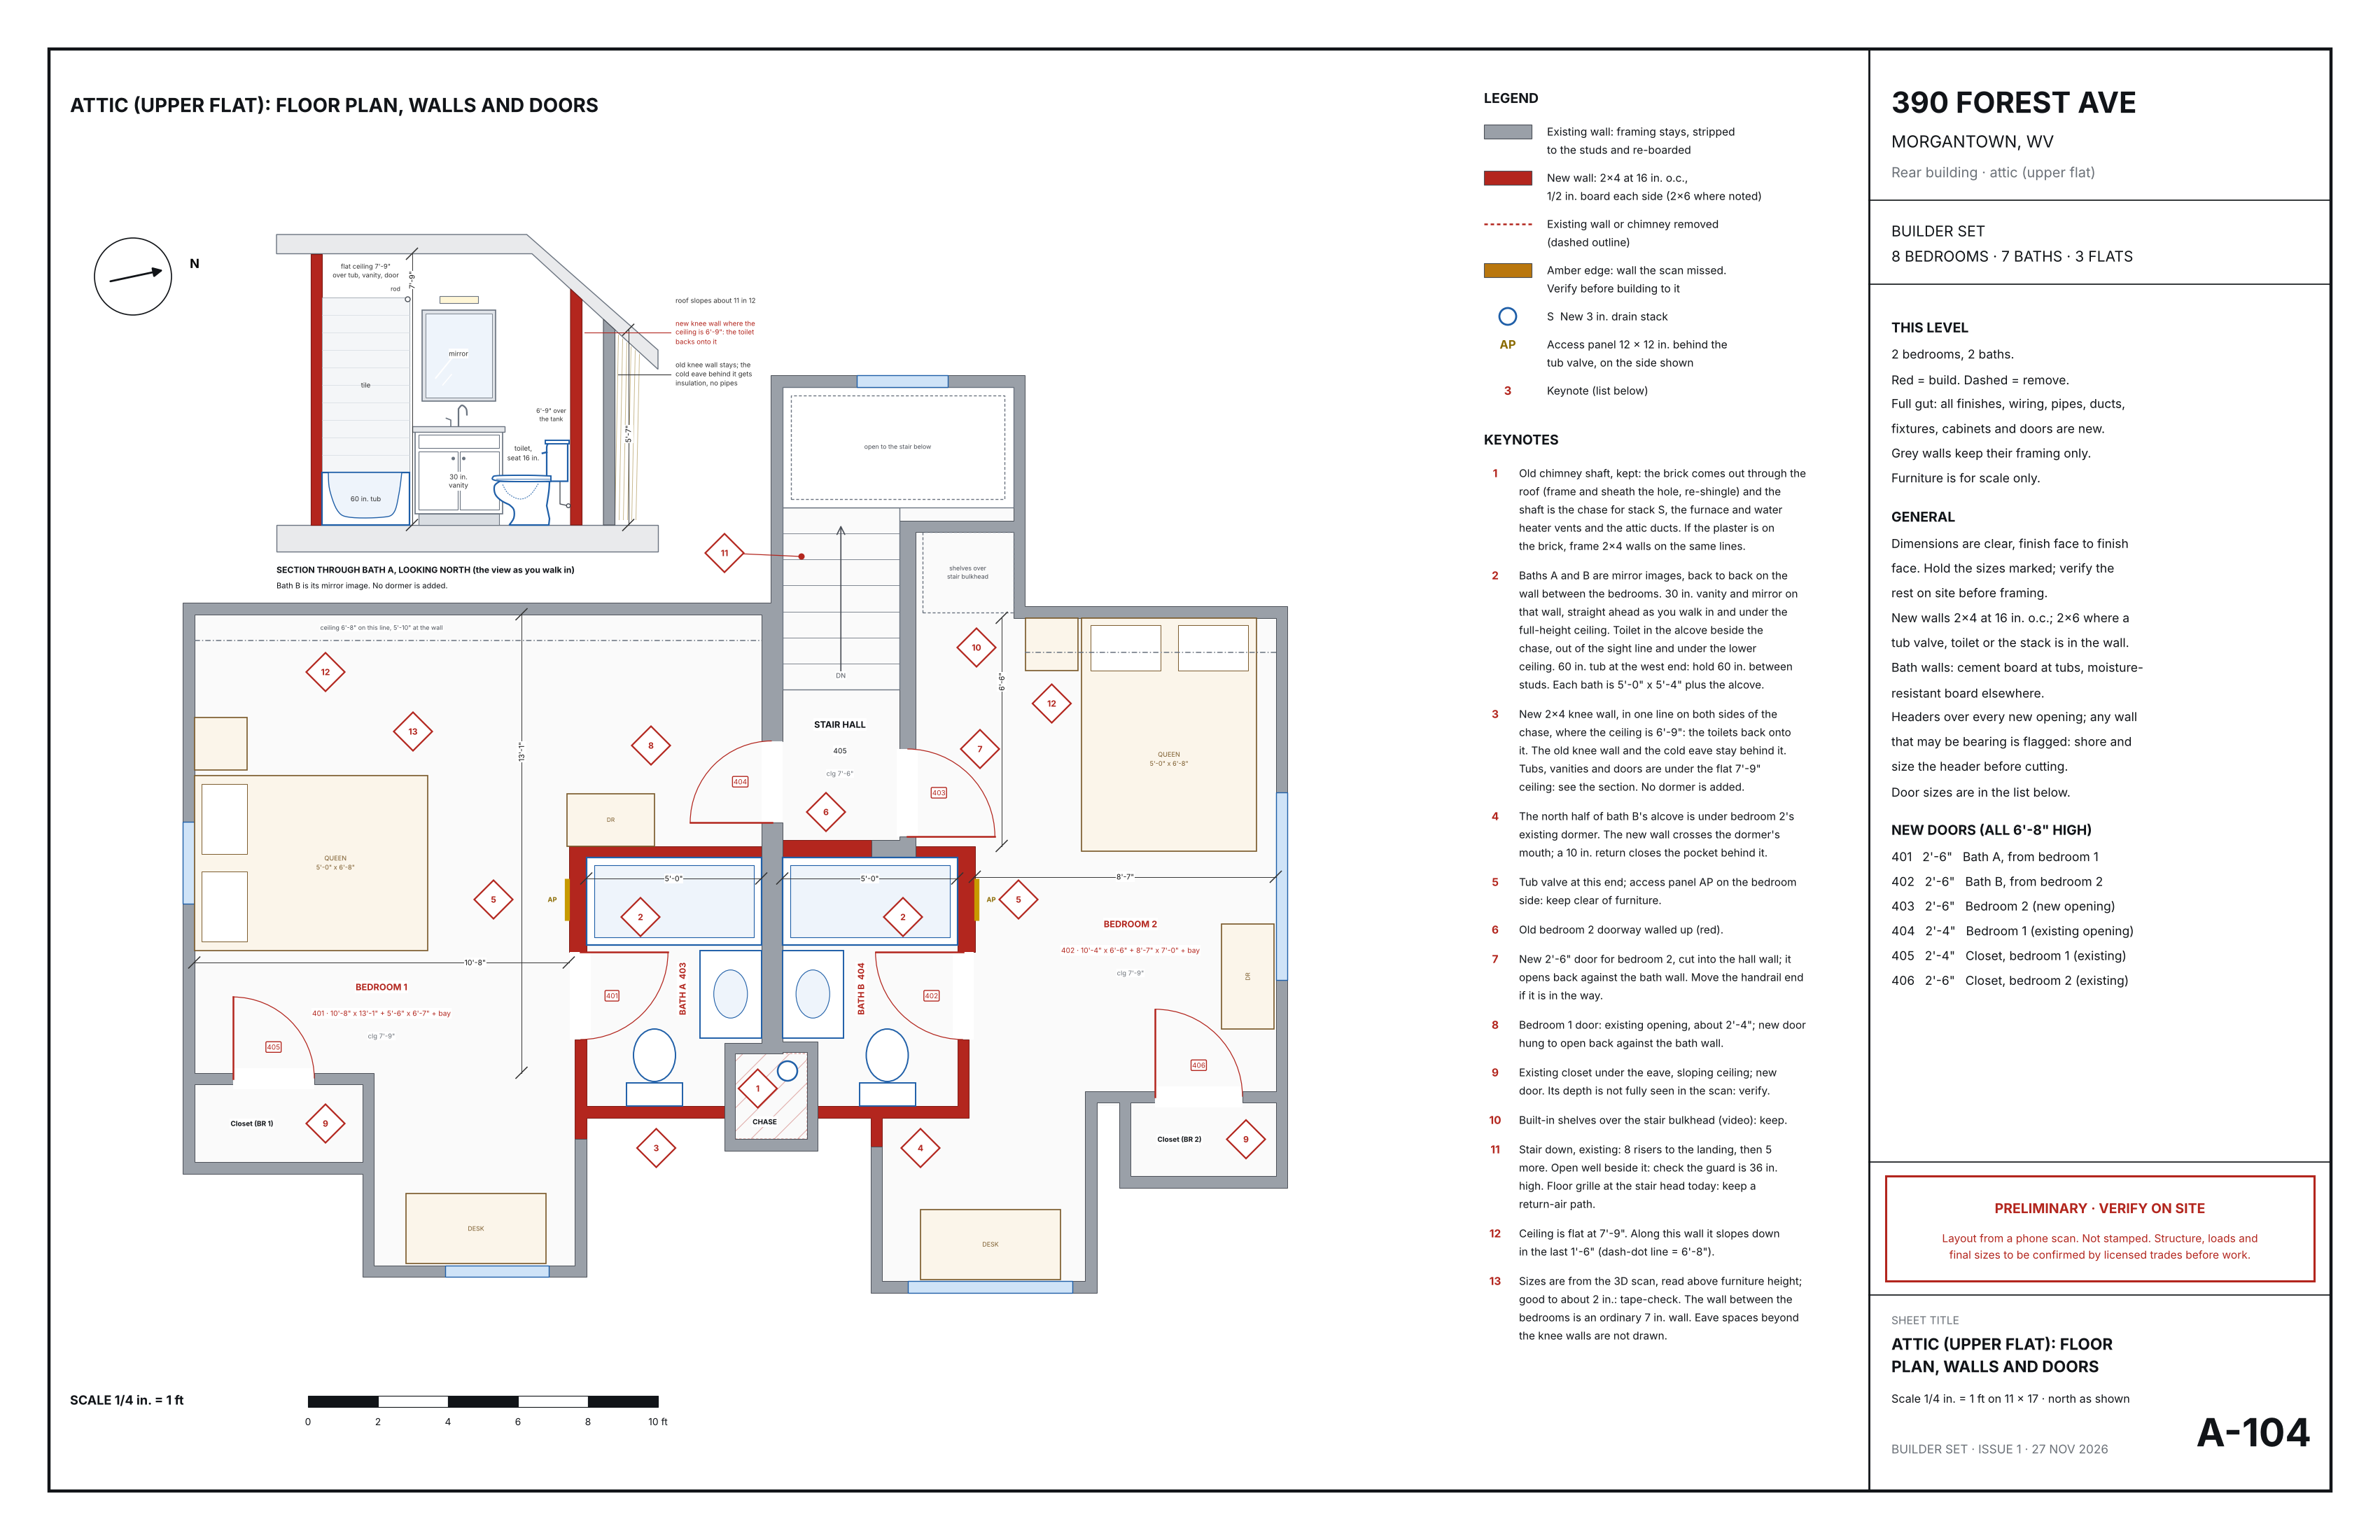 ATTIC (UPPER FLAT): FLOOR PLAN, WALLS AND DOORS
N
flat ceiling 7'-9"
over tub, vanity, door
rod
7'-9"
mirror
tile
6'-9" over
the tank
toilet,
seat 16 in.
30 in.
vanity
60 in. tub
5'-7"
roof slopes about 11 in 12
new knee wall where the
ceiling is 6'-9": the toilet
backs onto it
old knee wall stays; the
cold eave behind it gets
insulation, no pipes
SECTION THROUGH BATH A, LOOKING NORTH (the view as you walk in)
Bath B is its mirror image. No dormer is added.
open to the stair below
11
shelves over
stair bulkhead
ceiling 6'-8" on this line, 5'-10" at the wall
12
13
8
13'-1"
DN
STAIR HALL
405
clg 7'-6"
6
10
6'-6"
12
7
QUEEN
5'-0" x 6'-8"
404
403
DR
QUEEN
5'-0" x 6'-8"
5'-0"
5'-0"
8'-7"
5
AP
2
2
AP
5
BEDROOM 2
402 · 10'-4" x 6'-6" + 8'-7" x 7'-0" + bay
clg 7'-9"
DR
10'-8"
BEDROOM 1
401 · 10'-8" x 13'-1" + 5'-6" x 6'-7" + bay
clg 7'-9"
401
BATH A 403
BATH B 404
402
405
406
1
CHASE
Closet (BR 1)
9
3
4
Closet (BR 2)
9
DESK
DESK
SCALE 1/4 in. = 1 ft
0 2 4 6 8 10 ft
LEGEND
Existing wall: framing stays, stripped
to the studs and re-boarded
New wall: 2×4 at 16 in. o.c.,
1/2 in. board each side (2×6 where noted)
Existing wall or chimney removed
(dashed outline)
Amber edge: wall the scan missed.
Verify before building to it
S New 3 in. drain stack
AP Access panel 12 × 12 in. behind the
tub valve, on the side shown
3 Keynote (list below)
KEYNOTES
1 Old chimney shaft, kept: the brick comes out through the
roof (frame and sheath the hole, re-shingle) and the
shaft is the chase for stack S, the furnace and water
heater vents and the attic ducts. If the plaster is on
the brick, frame 2×4 walls on the same lines.
2 Baths A and B are mirror images, back to back on the
wall between the bedrooms. 30 in. vanity and mirror on
that wall, straight ahead as you walk in and under the
full-height ceiling. Toilet in the alcove beside the
chase, out of the sight line and under the lower
ceiling. 60 in. tub at the west end: hold 60 in. between
studs. Each bath is 5'-0" x 5'-4" plus the alcove.
3 New 2×4 knee wall, in one line on both sides of the
chase, where the ceiling is 6'-9": the toilets back onto
it. The old knee wall and the cold eave stay behind it.
Tubs, vanities and doors are under the flat 7'-9"
ceiling: see the section. No dormer is added.
4 The north half of bath B's alcove is under bedroom 2's
existing dormer. The new wall crosses the dormer's
mouth; a 10 in. return closes the pocket behind it.
5 Tub valve at this end; access panel AP on the bedroom
side: keep clear of furniture.
6 Old bedroom 2 doorway walled up (red).
7 New 2'-6" door for bedroom 2, cut into the hall wall; it
opens back against the bath wall. Move the handrail end
if it is in the way.
8 Bedroom 1 door: existing opening, about 2'-4"; new door
hung to open back against the bath wall.
9 Existing closet under the eave, sloping ceiling; new
door. Its depth is not fully seen in the scan: verify.
10 Built-in shelves over the stair bulkhead (video): keep.
11 Stair down, existing: 8 risers to the landing, then 5
more. Open well beside it: check the guard is 36 in.
high. Floor grille at the stair head today: keep a
return-air path.
12 Ceiling is flat at 7'-9". Along this wall it slopes down
in the last 1'-6" (dash-dot line = 6'-8").
13 Sizes are from the 3D scan, read above furniture height;
good to about 2 in.: tape-check. The wall between the
bedrooms is an ordinary 7 in. wall. Eave spaces beyond
the knee walls are not drawn.
390 FOREST AVE
MORGANTOWN, WV
Rear building · attic (upper flat)
BUILDER SET
8 BEDROOMS · 7 BATHS · 3 FLATS
THIS LEVEL
2 bedrooms, 2 baths.
Red = build. Dashed = remove.
Full gut: all finishes, wiring, pipes, ducts,
fixtures, cabinets and doors are new.
Grey walls keep their framing only.
Furniture is for scale only.
GENERAL
Dimensions are clear, finish face to finish
face. Hold the sizes marked; verify the
rest on site before framing.
New walls 2×4 at 16 in. o.c.; 2×6 where a
tub valve, toilet or the stack is in the wall.
Bath walls: cement board at tubs, moisture-
resistant board elsewhere.
Headers over every new opening; any wall
that may be bearing is flagged: shore and
size the header before cutting.
Door sizes are in the list below.
NEW DOORS (ALL 6'-8" HIGH)
401 2'-6" Bath A, from bedroom 1
402 2'-6" Bath B, from bedroom 2
403 2'-6" Bedroom 2 (new opening)
404 2'-4" Bedroom 1 (existing opening)
405 2'-4" Closet, bedroom 1 (existing)
406 2'-6" Closet, bedroom 2 (existing)
PRELIMINARY · VERIFY ON SITE
Layout from a phone scan. Not stamped. Structure, loads and
final sizes to be confirmed by licensed trades before work.
SHEET TITLE
ATTIC (UPPER FLAT): FLOOR
PLAN, WALLS AND DOORS
Scale 1/4 in. = 1 ft on 11 × 17 · north as shown
BUILDER SET · ISSUE 1 · 27 NOV 2026
A-104